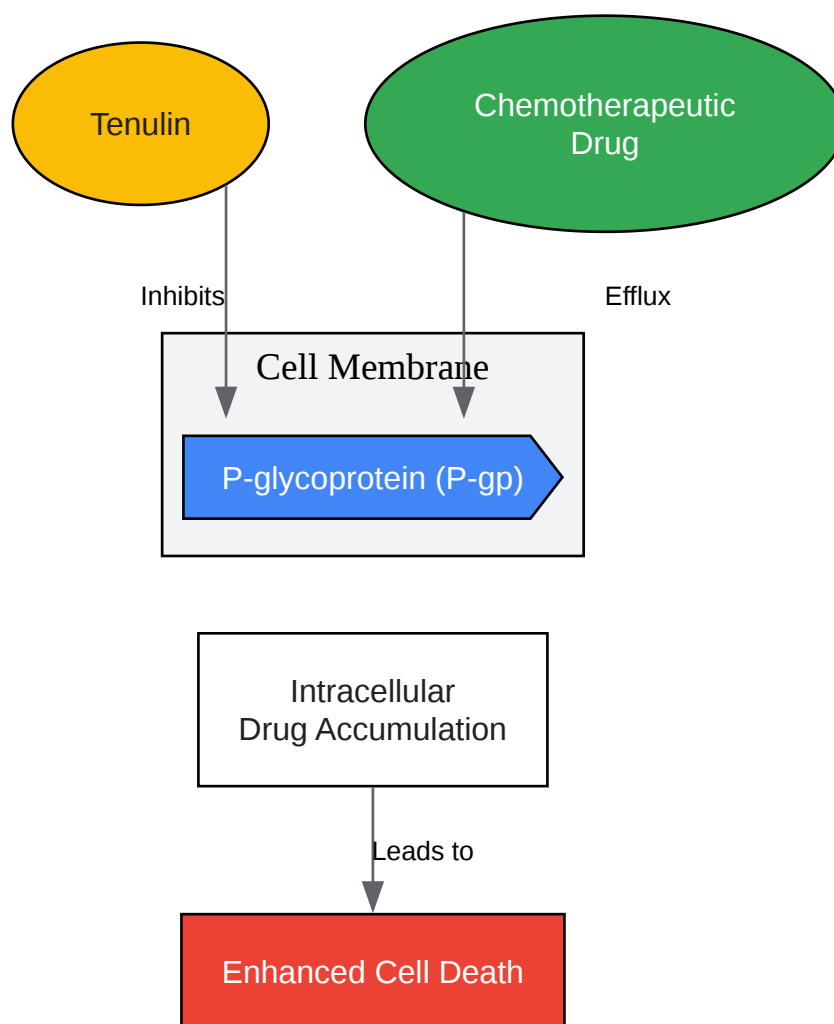 Tenulin
Chemotherapeutic
Drug
Inhibits
Efflux
Cell Membrane
P-glycoprotein (P-gp)
Intracellular
Drug Accumulation
Leads to
Enhanced Cell Death